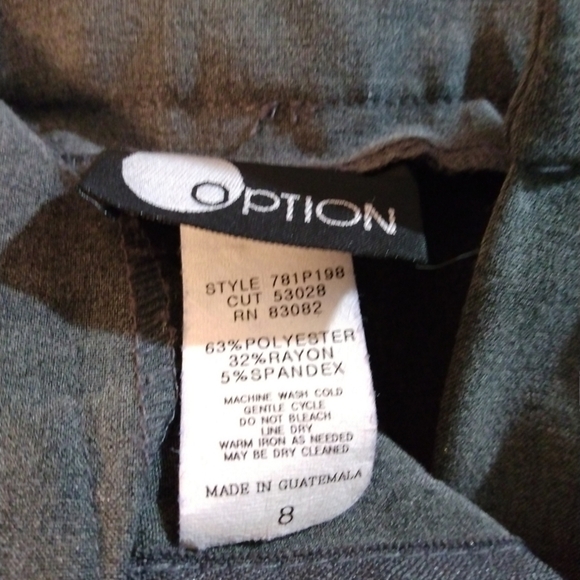 OPTION
STYLE 781P198
CUT 53028
RN 83082
63%POLYESTER
32%RAYON
5%SPANDEX
MACHINE WASH COLD
GENTLE CYCLE
DO NOT BLEACH
LINE DRY
WARM IRON AS NEEDED
MAY BE DRY CLEANED
MADE IN GUATEMALA
8